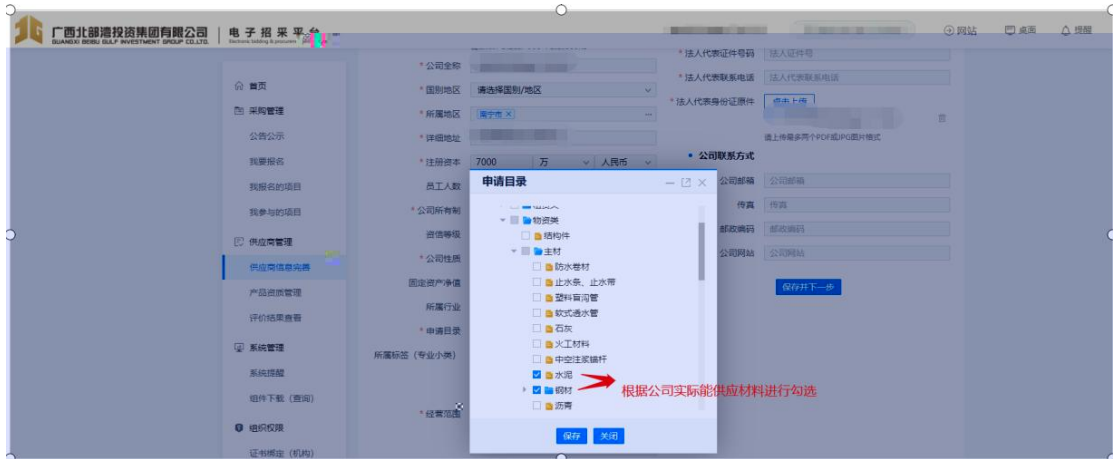 广西北部湾投资集团有限公司 电子招采平台
GUANGXI BEIBU GULF INVESTMENT GROUP CO.,LTD.
网站 桌面 提醒
* 公司全称
* 国别地区 请选择国别/地区
* 所属地区 南宁市 ×
* 详细地址
* 注册资本 7000 万 人民币
员工人数
* 公司所有制
资信等级
* 公司性质
固定资产净值
所属行业
* 申请目录
所属标签（专业小类）
* 经营范围
* 法人代表证件号码 法人证件号
* 法人代表联系电话 法人代表联系电话
* 法人代表身份证原件 点击上传
请上传最多两个PDF或JPG图片格式
• 公司联系方式
公司邮箱 公司邮箱
传真 传真
邮政编码 邮政编码
公司网站 公司网站
保存并下一步
首页
采购管理
公告公示
我要报名
我报名的项目
我参与的项目
供应商管理
供应商信息完善
产品资质管理
评价结果查看
系统管理
系统提醒
组件下载（查询）
组织权限
证书绑定（机构）
申请目录
物资类
结构件
主材
防水卷材
止水条、止水带
塑料盲沟管
软式透水管
石灰
火工材料
中空注浆锚杆
水泥
钢材
沥青
保存 关闭
根据公司实际能供应材料进行勾选